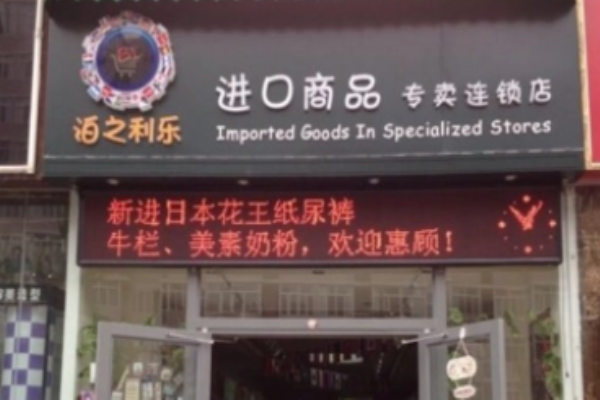 进口商品 专卖连锁店
泊之利乐
Imported Goods In Specialized Stores
新进日本花王纸尿裤
牛栏、美素奶粉，欢迎惠顾！